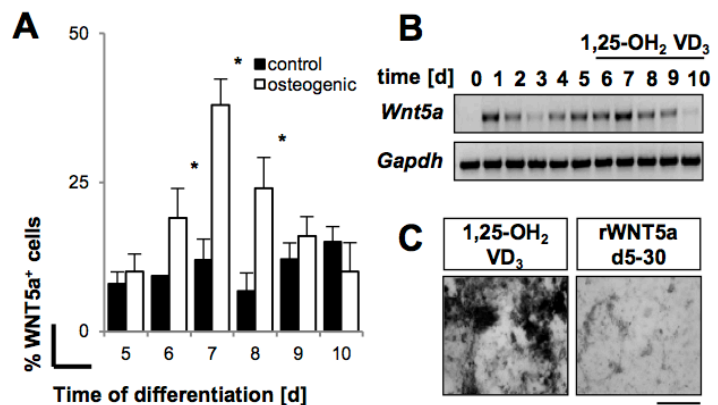 A
50
25
0
% WNT5a⁺ cells
*
*
*
control
osteogenic
5 6 7 8 9 10
Time of differentiation [d]
B
1,25-OH₂ VD₃
time [d] 0 1 2 3 4 5 6 7 8 9 10
Wnt5a
Gapdh
C
1,25-OH₂
VD₃
rWNT5a
d5-30